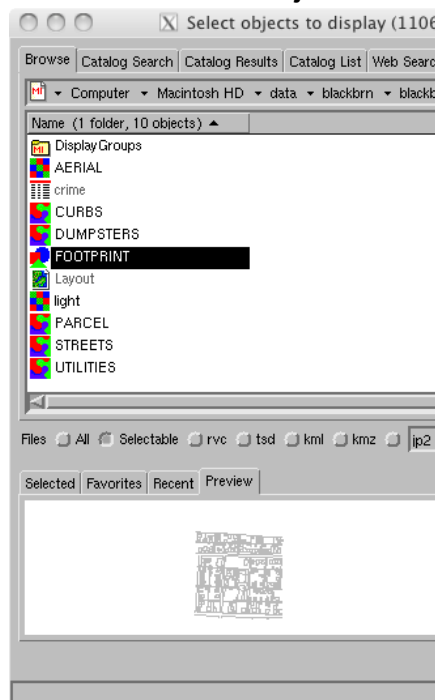 Select objects to display (1106
Browse Catalog Search Catalog Results Catalog List Web Searc
Computer Macintosh HD data blackbrn blackb
Name (1 folder, 10 objects)
DisplayGroups
AERIAL
crime
CURBS
DUMPSTERS
FOOTPRINT
Layout
light
PARCEL
STREETS
UTILITIES
Files All Selectable rvc tsd kml kmz ip2
Selected Favorites Recent Preview